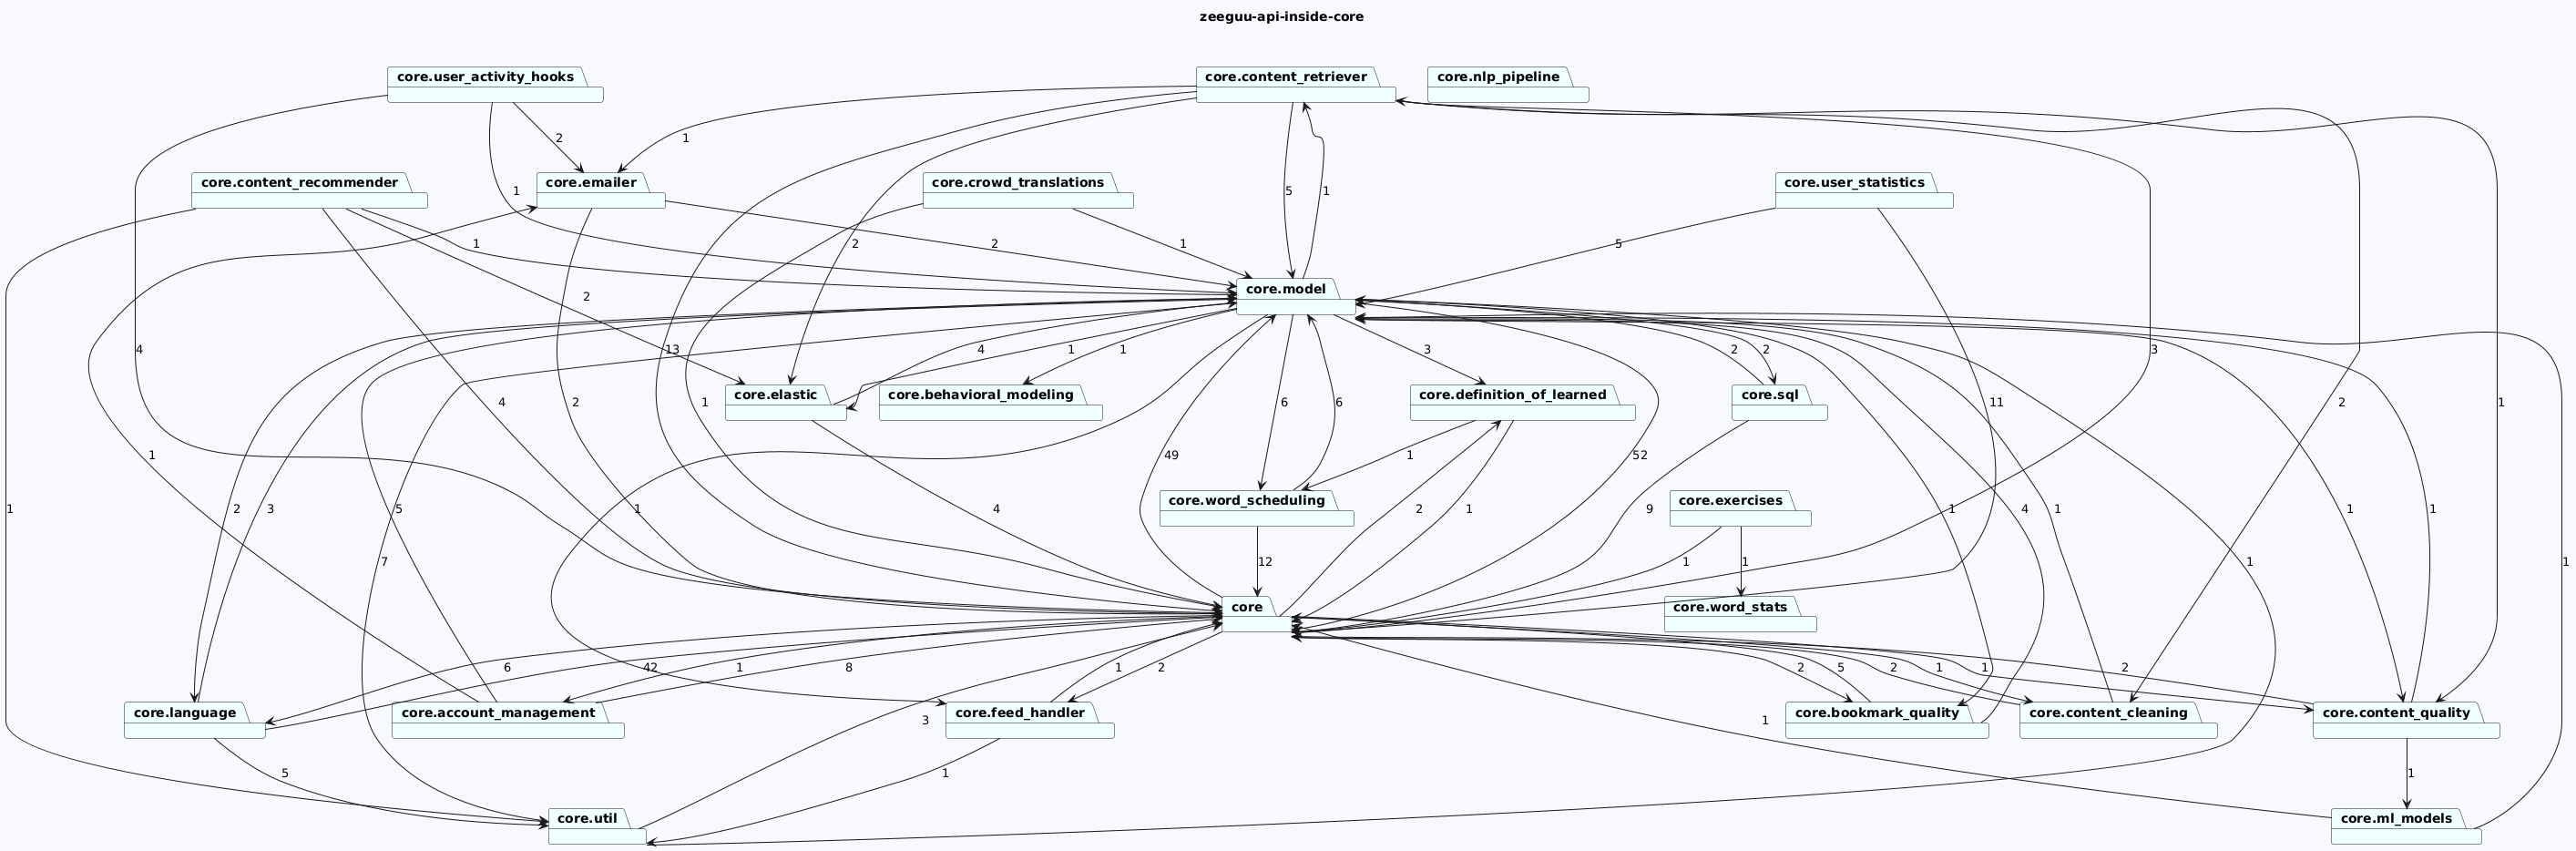 zeeguu-api-inside-core
core.user_activity_hooks
core.content_retriever
core.nlp_pipeline
2
1
core.content_recommender
core.emailer
core.crowd_translations
core.user_statistics
1
5
1
1
2
2
1
5
2
4
13
4
1
1
3
2
2
3
core.model
core.elastic
core.behavioral_modeling
core.definition_of_learned
core.sql
4
2
1
6
6
11
2
1
1
49
1
52
core.word_scheduling
core.exercises
1
2
3
5
1
4
2
1
9
1
4
1
1
1
7
12
1
1
1
1
core
core.word_stats
6
42
1
8
1
2
2
5
2
1
1
2
core.language
core.account_management
core.feed_handler
core.bookmark_quality
core.content_cleaning
core.content_quality
3
1
5
1
1
core.util
core.ml_models